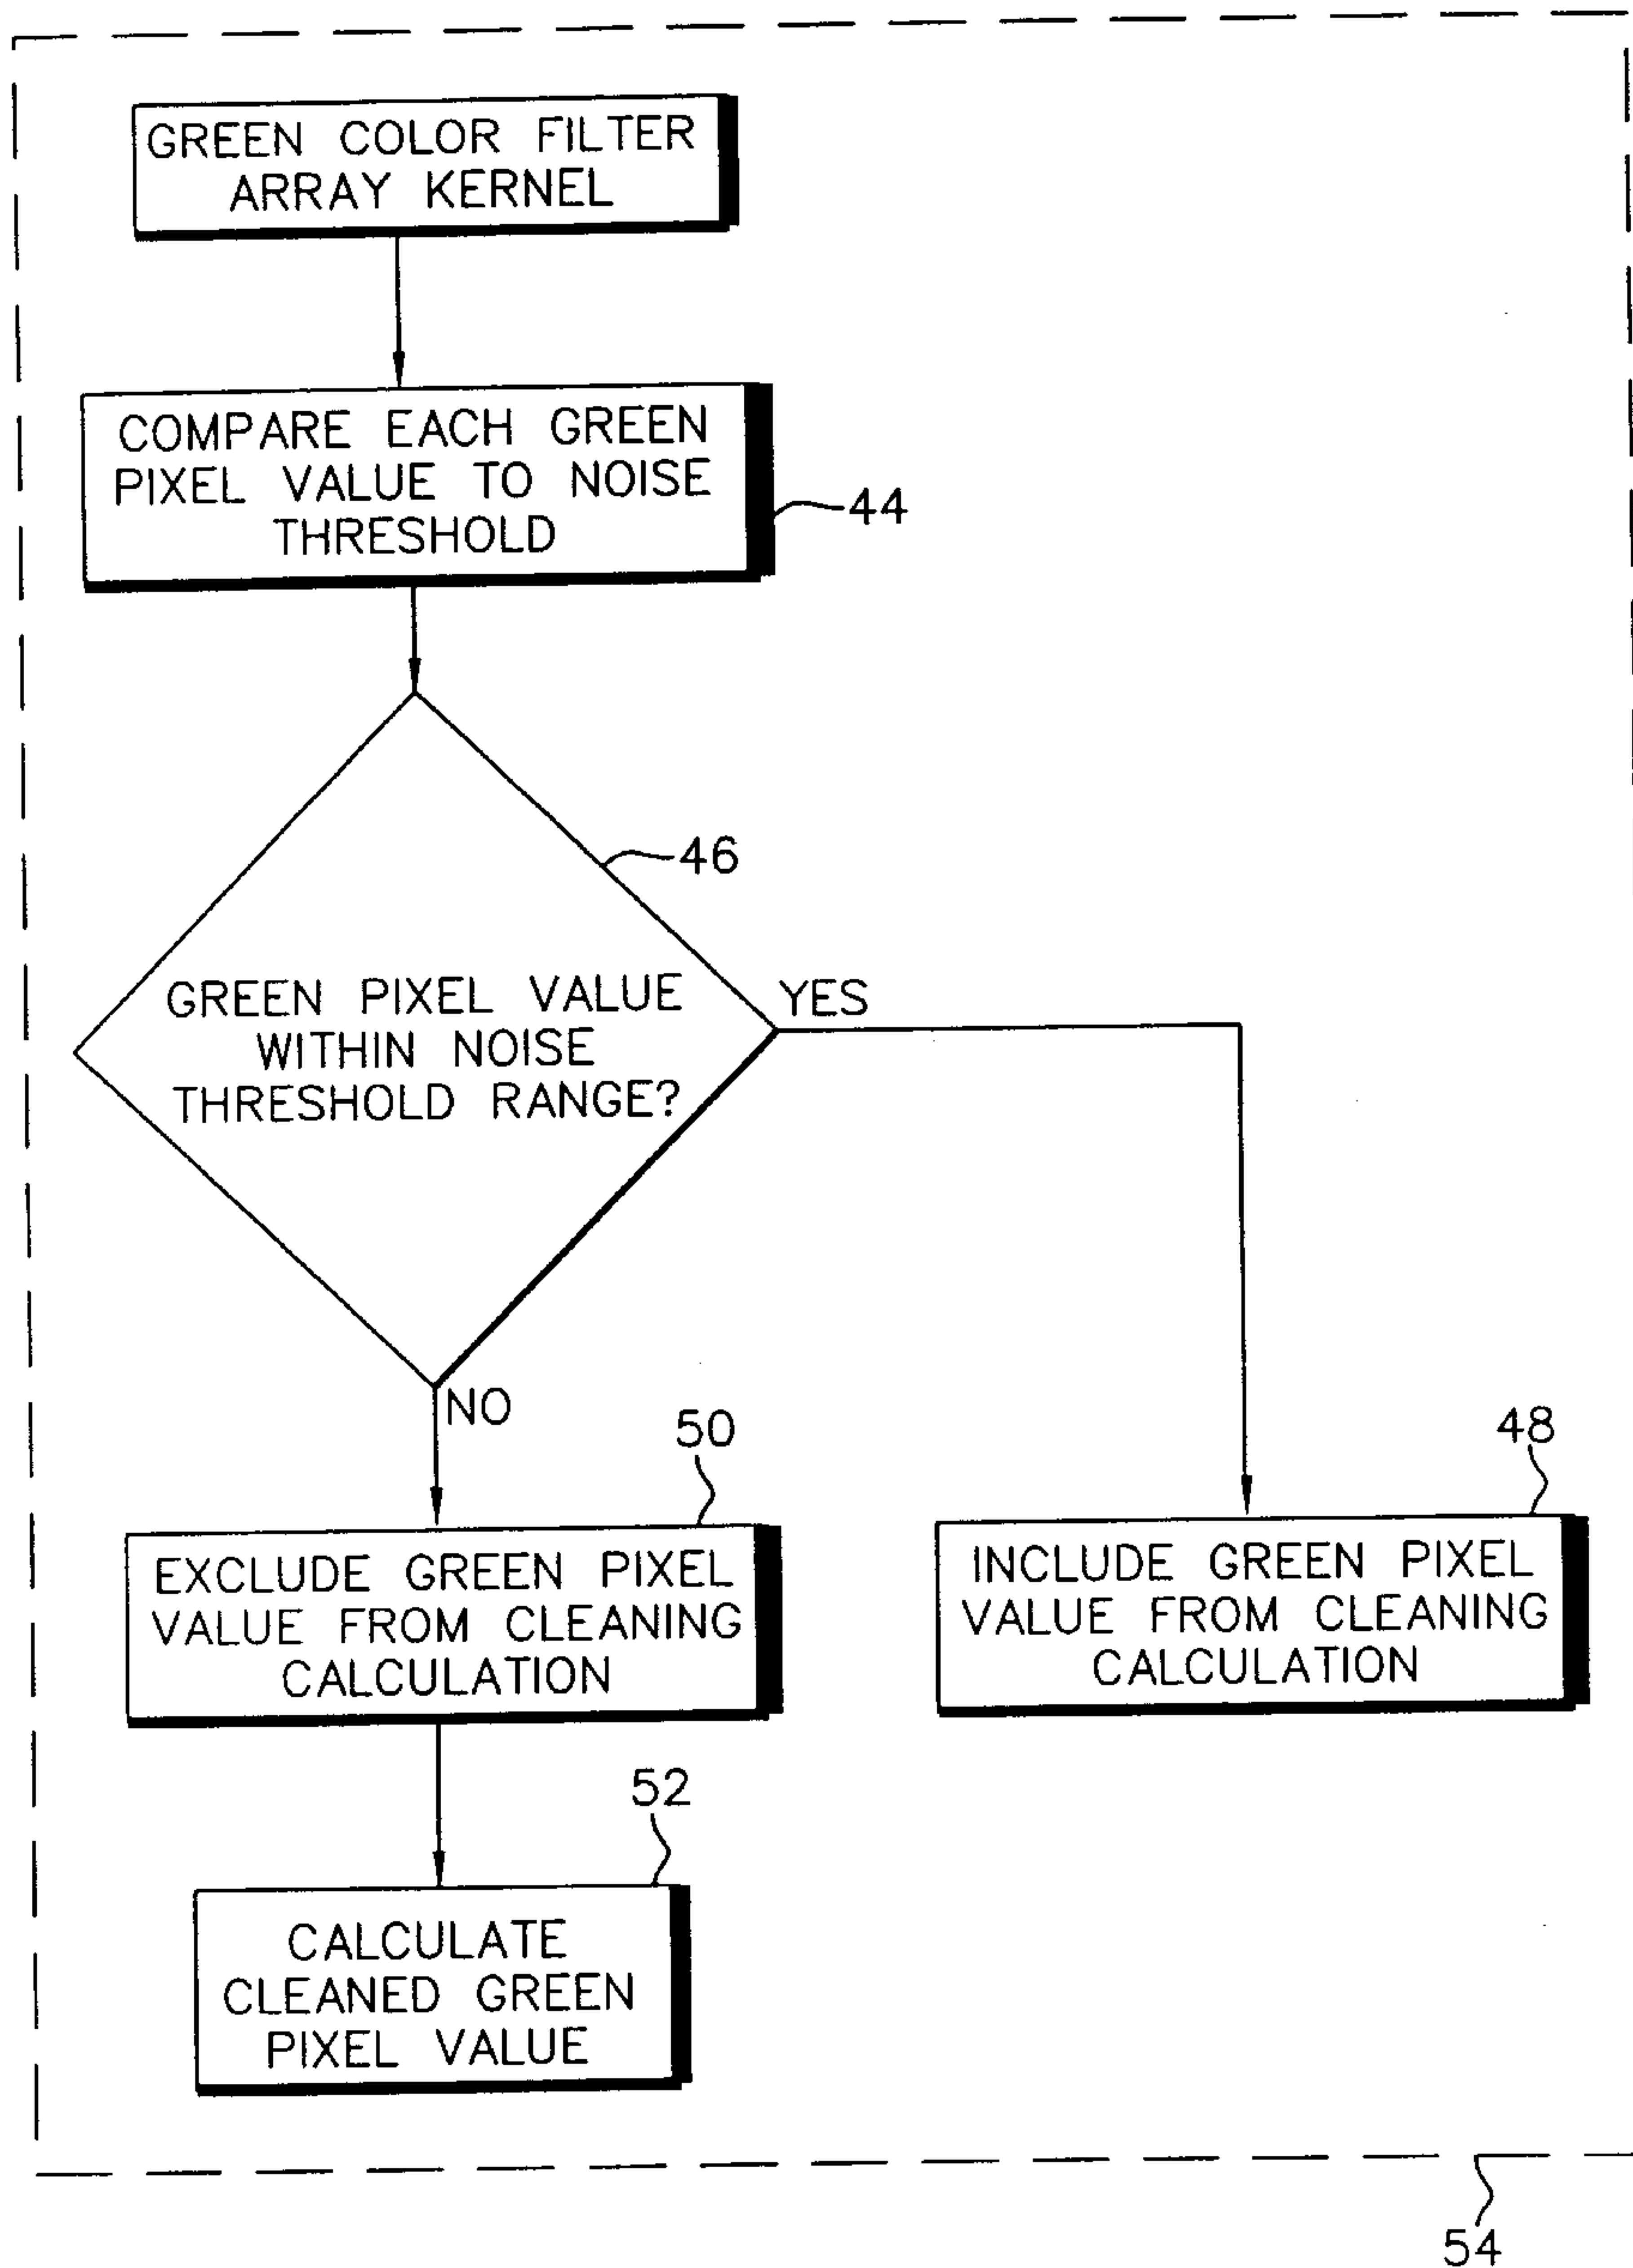 GREEN COLOR FILTER
ARRAY KERNEL
COMPARE EACH GREEN
PIXEL VALUE TO NOISE
THRESHOLD
44
46
GREEN PIXEL VALUE
WITHIN NOISE
THRESHOLD RANGE?
YES
NO
50
EXCLUDE GREEN PIXEL
VALUE FROM CLEANING
CALCULATION
48
INCLUDE GREEN PIXEL
VALUE FROM CLEANING
CALCULATION
52
CALCULATE
CLEANED GREEN
PIXEL VALUE
54